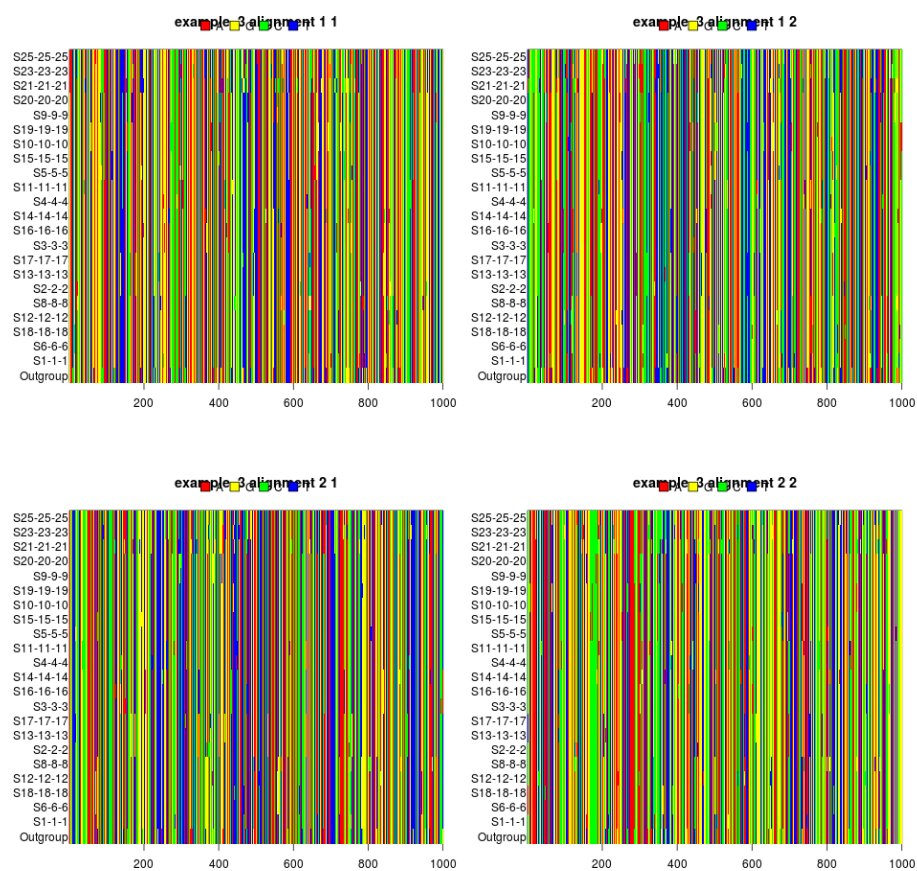 example_3 alignment 1 1
A G C T
S25-25-25
S23-23-23
S21-21-21
S20-20-20
S9-9-9
S19-19-19
S10-10-10
S15-15-15
S5-5-5
S11-11-11
S4-4-4
S14-14-14
S16-16-16
S3-3-3
S17-17-17
S13-13-13
S2-2-2
S8-8-8
S12-12-12
S18-18-18
S6-6-6
S1-1-1
Outgroup
200 400 600 800 1000
example_3 alignment 1 2
A G C T
S25-25-25
S23-23-23
S21-21-21
S20-20-20
S9-9-9
S19-19-19
S10-10-10
S15-15-15
S5-5-5
S11-11-11
S4-4-4
S14-14-14
S16-16-16
S3-3-3
S17-17-17
S13-13-13
S2-2-2
S8-8-8
S12-12-12
S18-18-18
S6-6-6
S1-1-1
Outgroup
200 400 600 800 1000
example_3 alignment 2 1
A G C T
S25-25-25
S23-23-23
S21-21-21
S20-20-20
S9-9-9
S19-19-19
S10-10-10
S15-15-15
S5-5-5
S11-11-11
S4-4-4
S14-14-14
S16-16-16
S3-3-3
S17-17-17
S13-13-13
S2-2-2
S8-8-8
S12-12-12
S18-18-18
S6-6-6
S1-1-1
Outgroup
200 400 600 800 1000
example_3 alignment 2 2
A G C T
S25-25-25
S23-23-23
S21-21-21
S20-20-20
S9-9-9
S19-19-19
S10-10-10
S15-15-15
S5-5-5
S11-11-11
S4-4-4
S14-14-14
S16-16-16
S3-3-3
S17-17-17
S13-13-13
S2-2-2
S8-8-8
S12-12-12
S18-18-18
S6-6-6
S1-1-1
Outgroup
200 400 600 800 1000